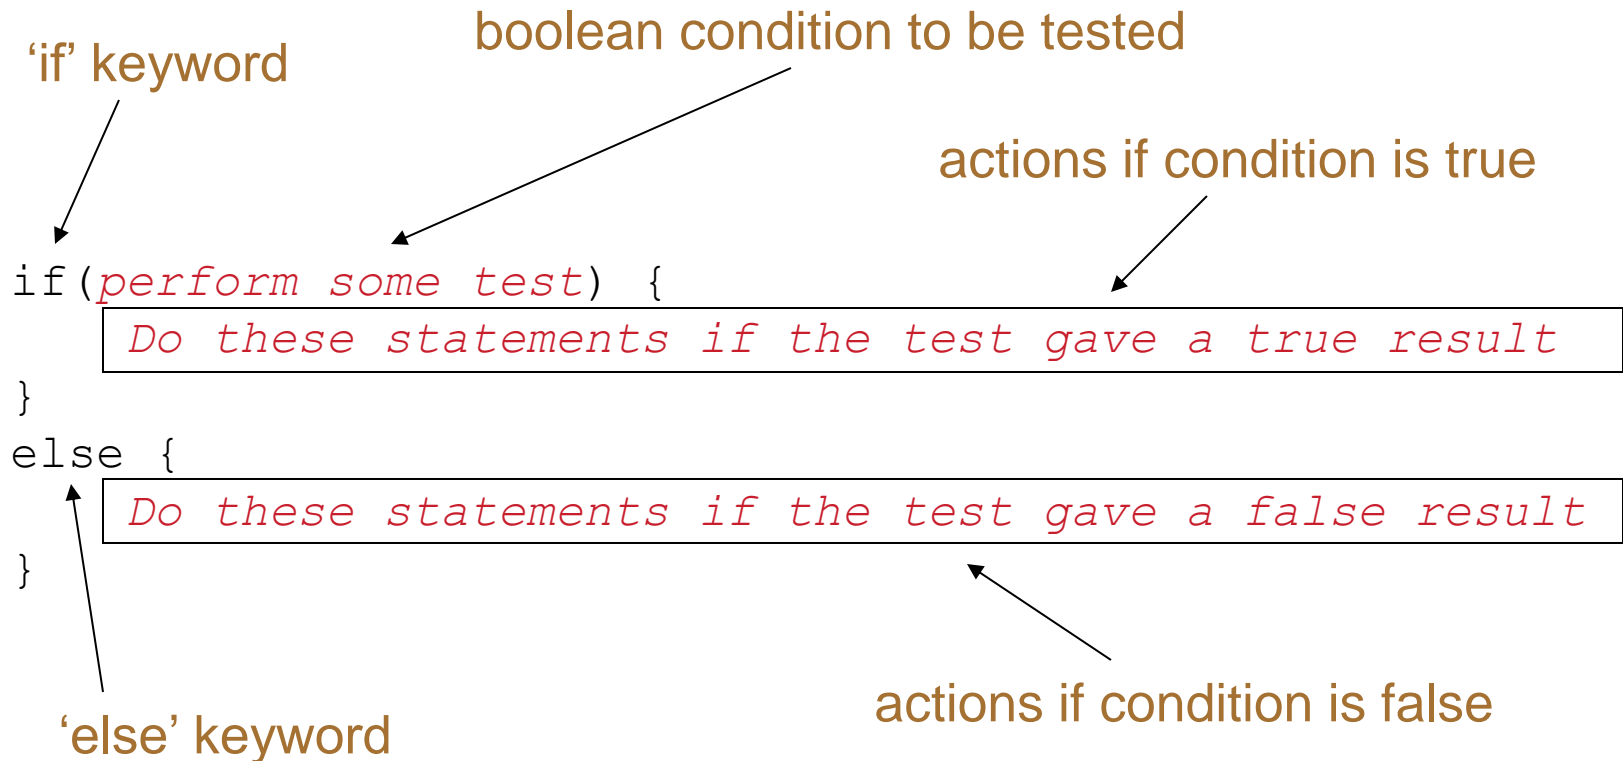 boolean condition to be tested
‘if’ keyword
actions if condition is true
if(perform some test) {
Do these statements if the test gave a true result
}
else {
Do these statements if the test gave a false result
}
actions if condition is false
‘else’ keyword